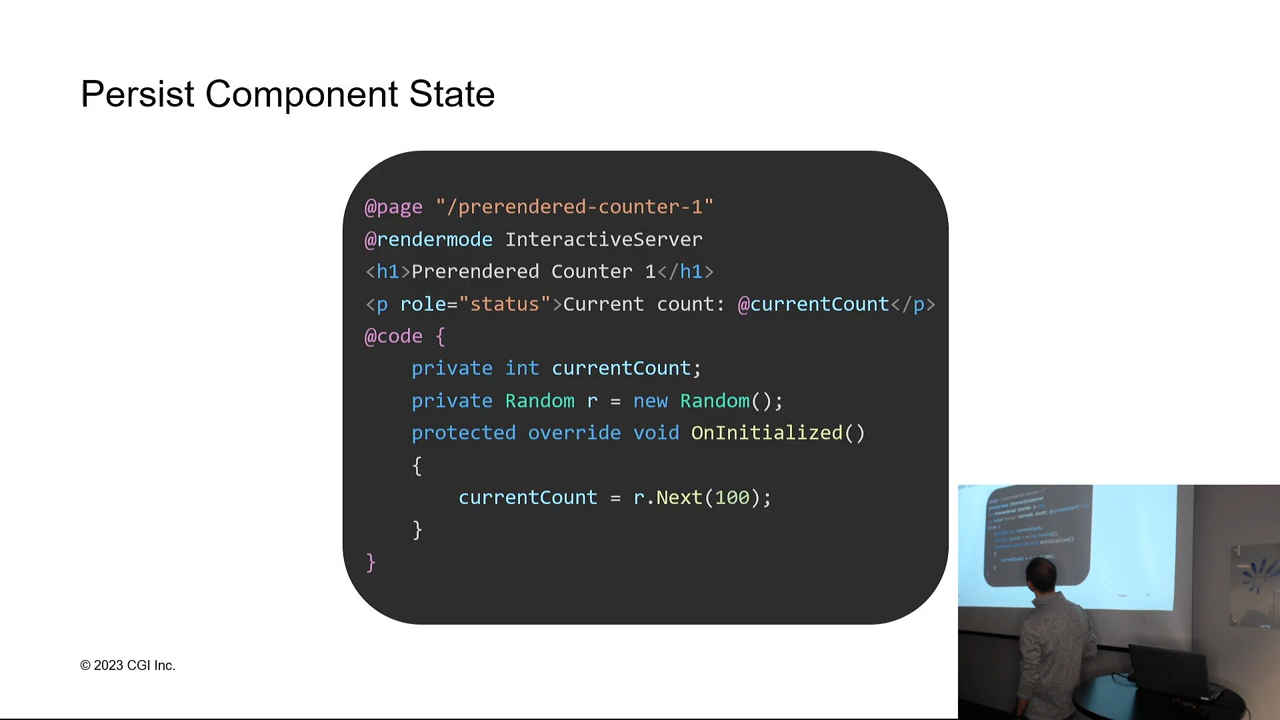 Persist Component State
@page "/prerendered-counter-1"
@rendermode InteractiveServer
<h1>Prerendered Counter 1</h1>
<p role="status">Current count: @currentCount</p>
@code {
    private int currentCount;
    private Random r = new Random();
    protected override void OnInitialized()
    {
        currentCount = r.Next(100);
    }
}
© 2023 CGI Inc.